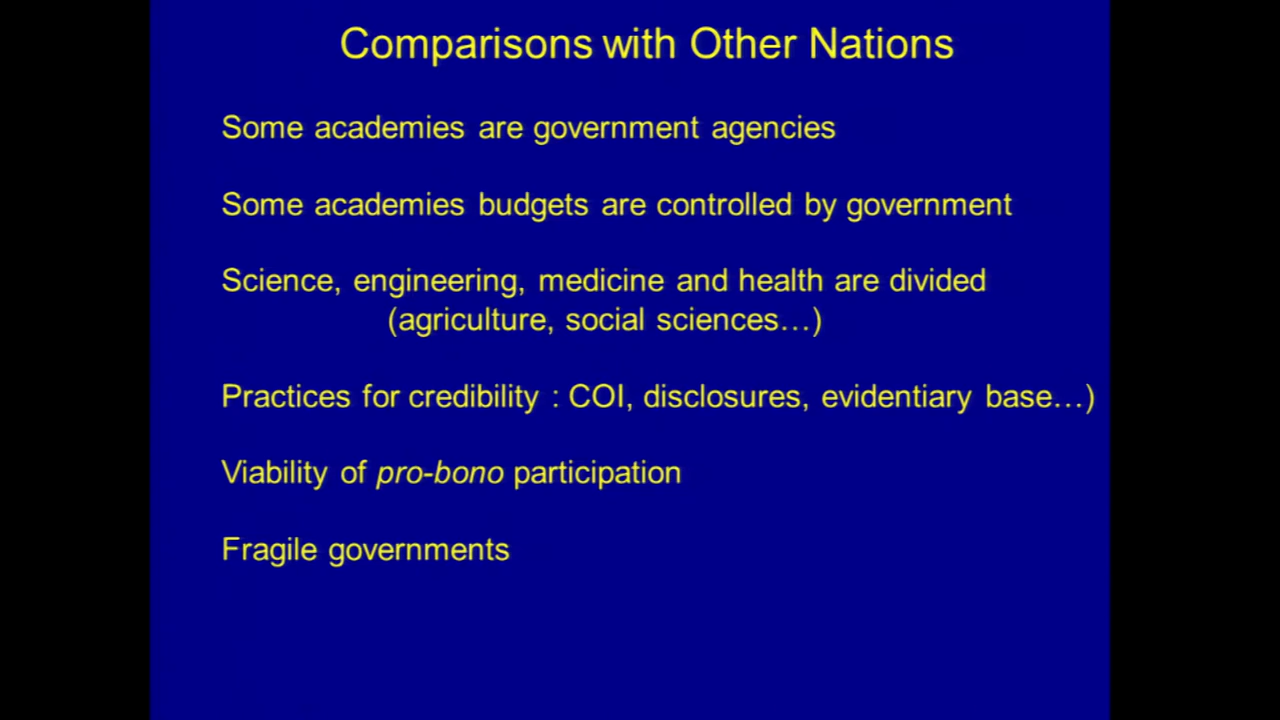 Comparisons with Other Nations
Some academies are government agencies
Some academies budgets are controlled by government
Science, engineering, medicine and health are divided
(agriculture, social sciences...)
Practices for credibility : COI, disclosures, evidentiary base...)
Viability of pro-bono participation
Fragile governments